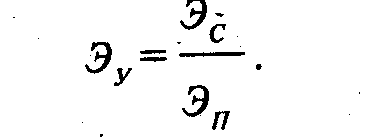 Э_у = Э_С / Э_П.